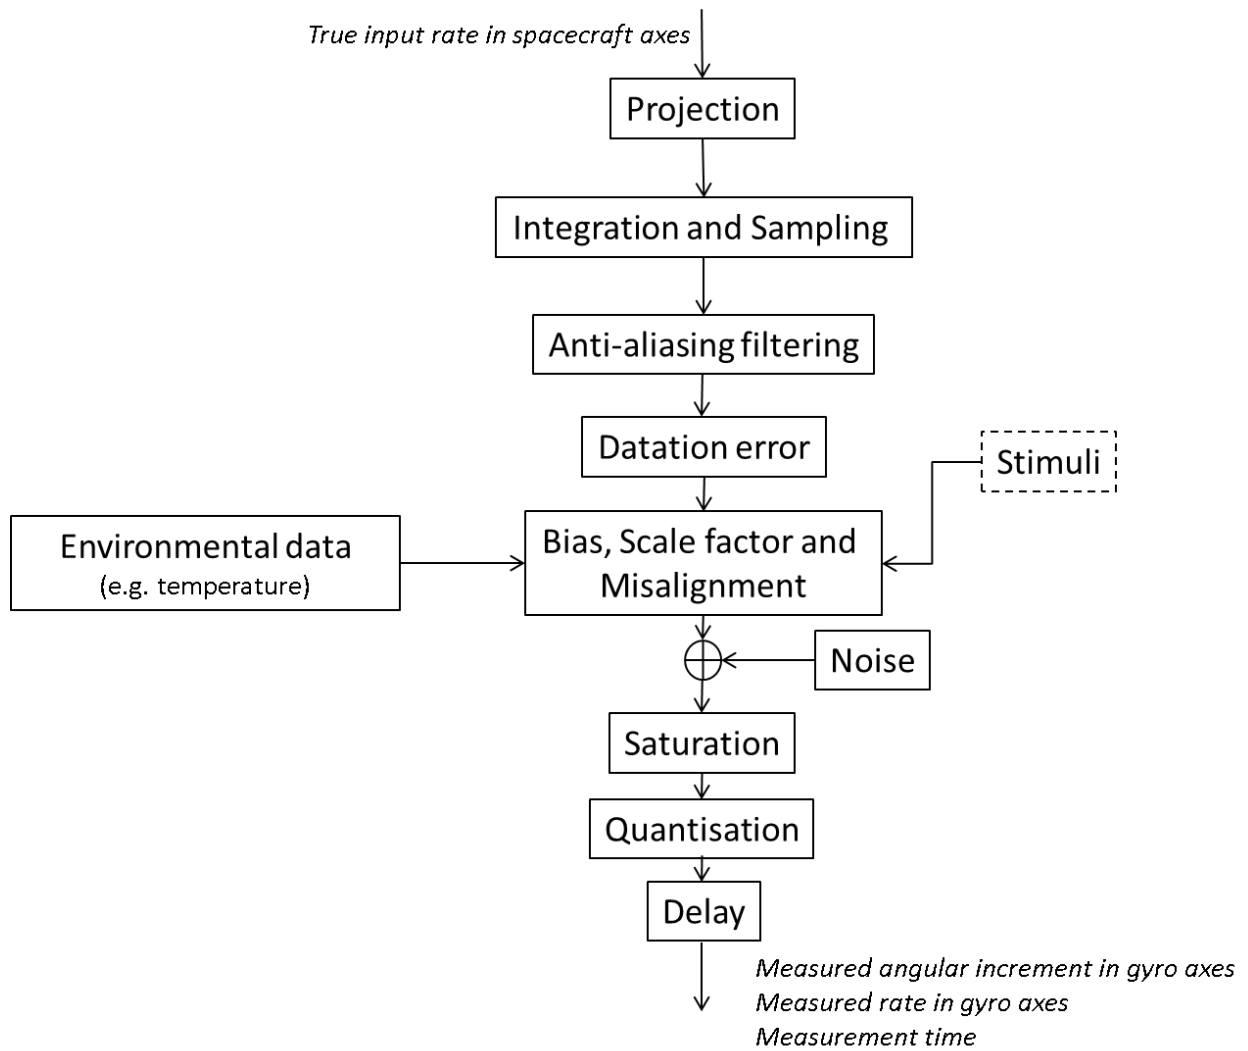 True input rate in spacecraft axes
Projection
Integration and Sampling
Anti-aliasing filtering
Datation error
Stimuli
Environmental data
(e.g. temperature)
Bias, Scale factor and
Misalignment
Noise
Saturation
Quantisation
Delay
Measured angular increment in gyro axes
Measured rate in gyro axes
Measurement time